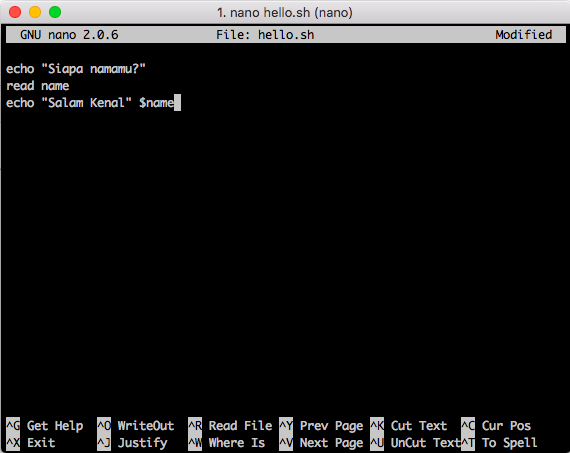 1. nano hello.sh (nano)
GNU nano 2.0.6 File: hello.sh Modified
echo "Siapa namamu?"
read name
echo "Salam Kenal" $name
^G Get Help ^O WriteOut ^R Read File ^Y Prev Page ^K Cut Text ^C Cur Pos
^X Exit ^J Justify ^W Where Is ^V Next Page ^U UnCut Text^T To Spell